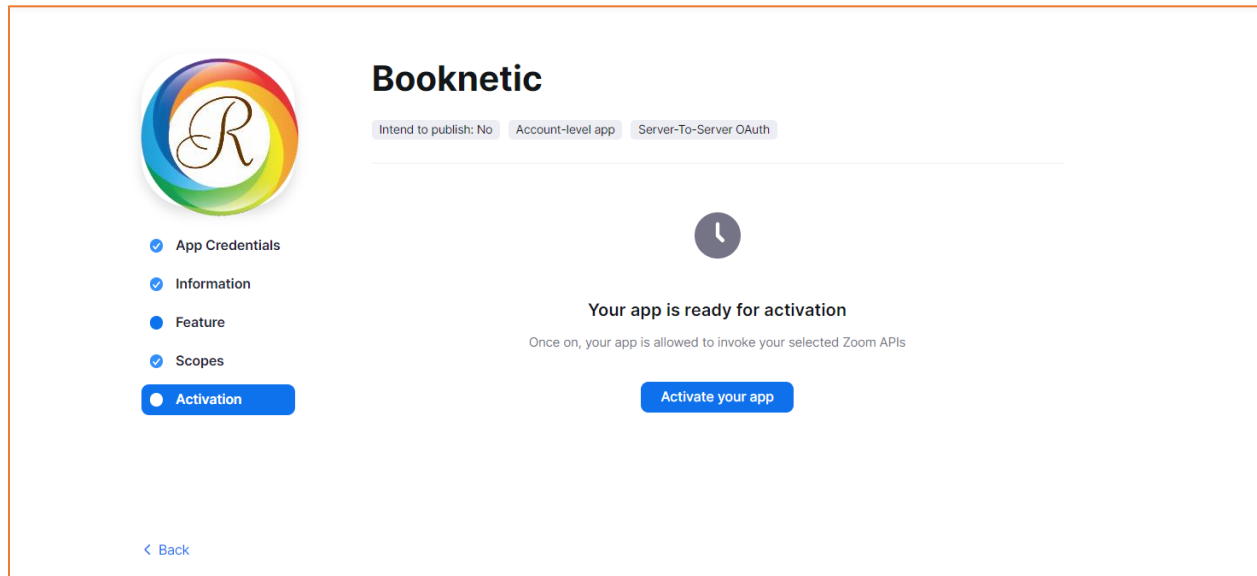 Booknetic
Intend to publish: No Account-level app Server-To-Server OAuth
R
App Credentials
Information
Feature
Scopes
Activation
Your app is ready for activation
Once on, your app is allowed to invoke your selected Zoom APIs
Activate your app
Back